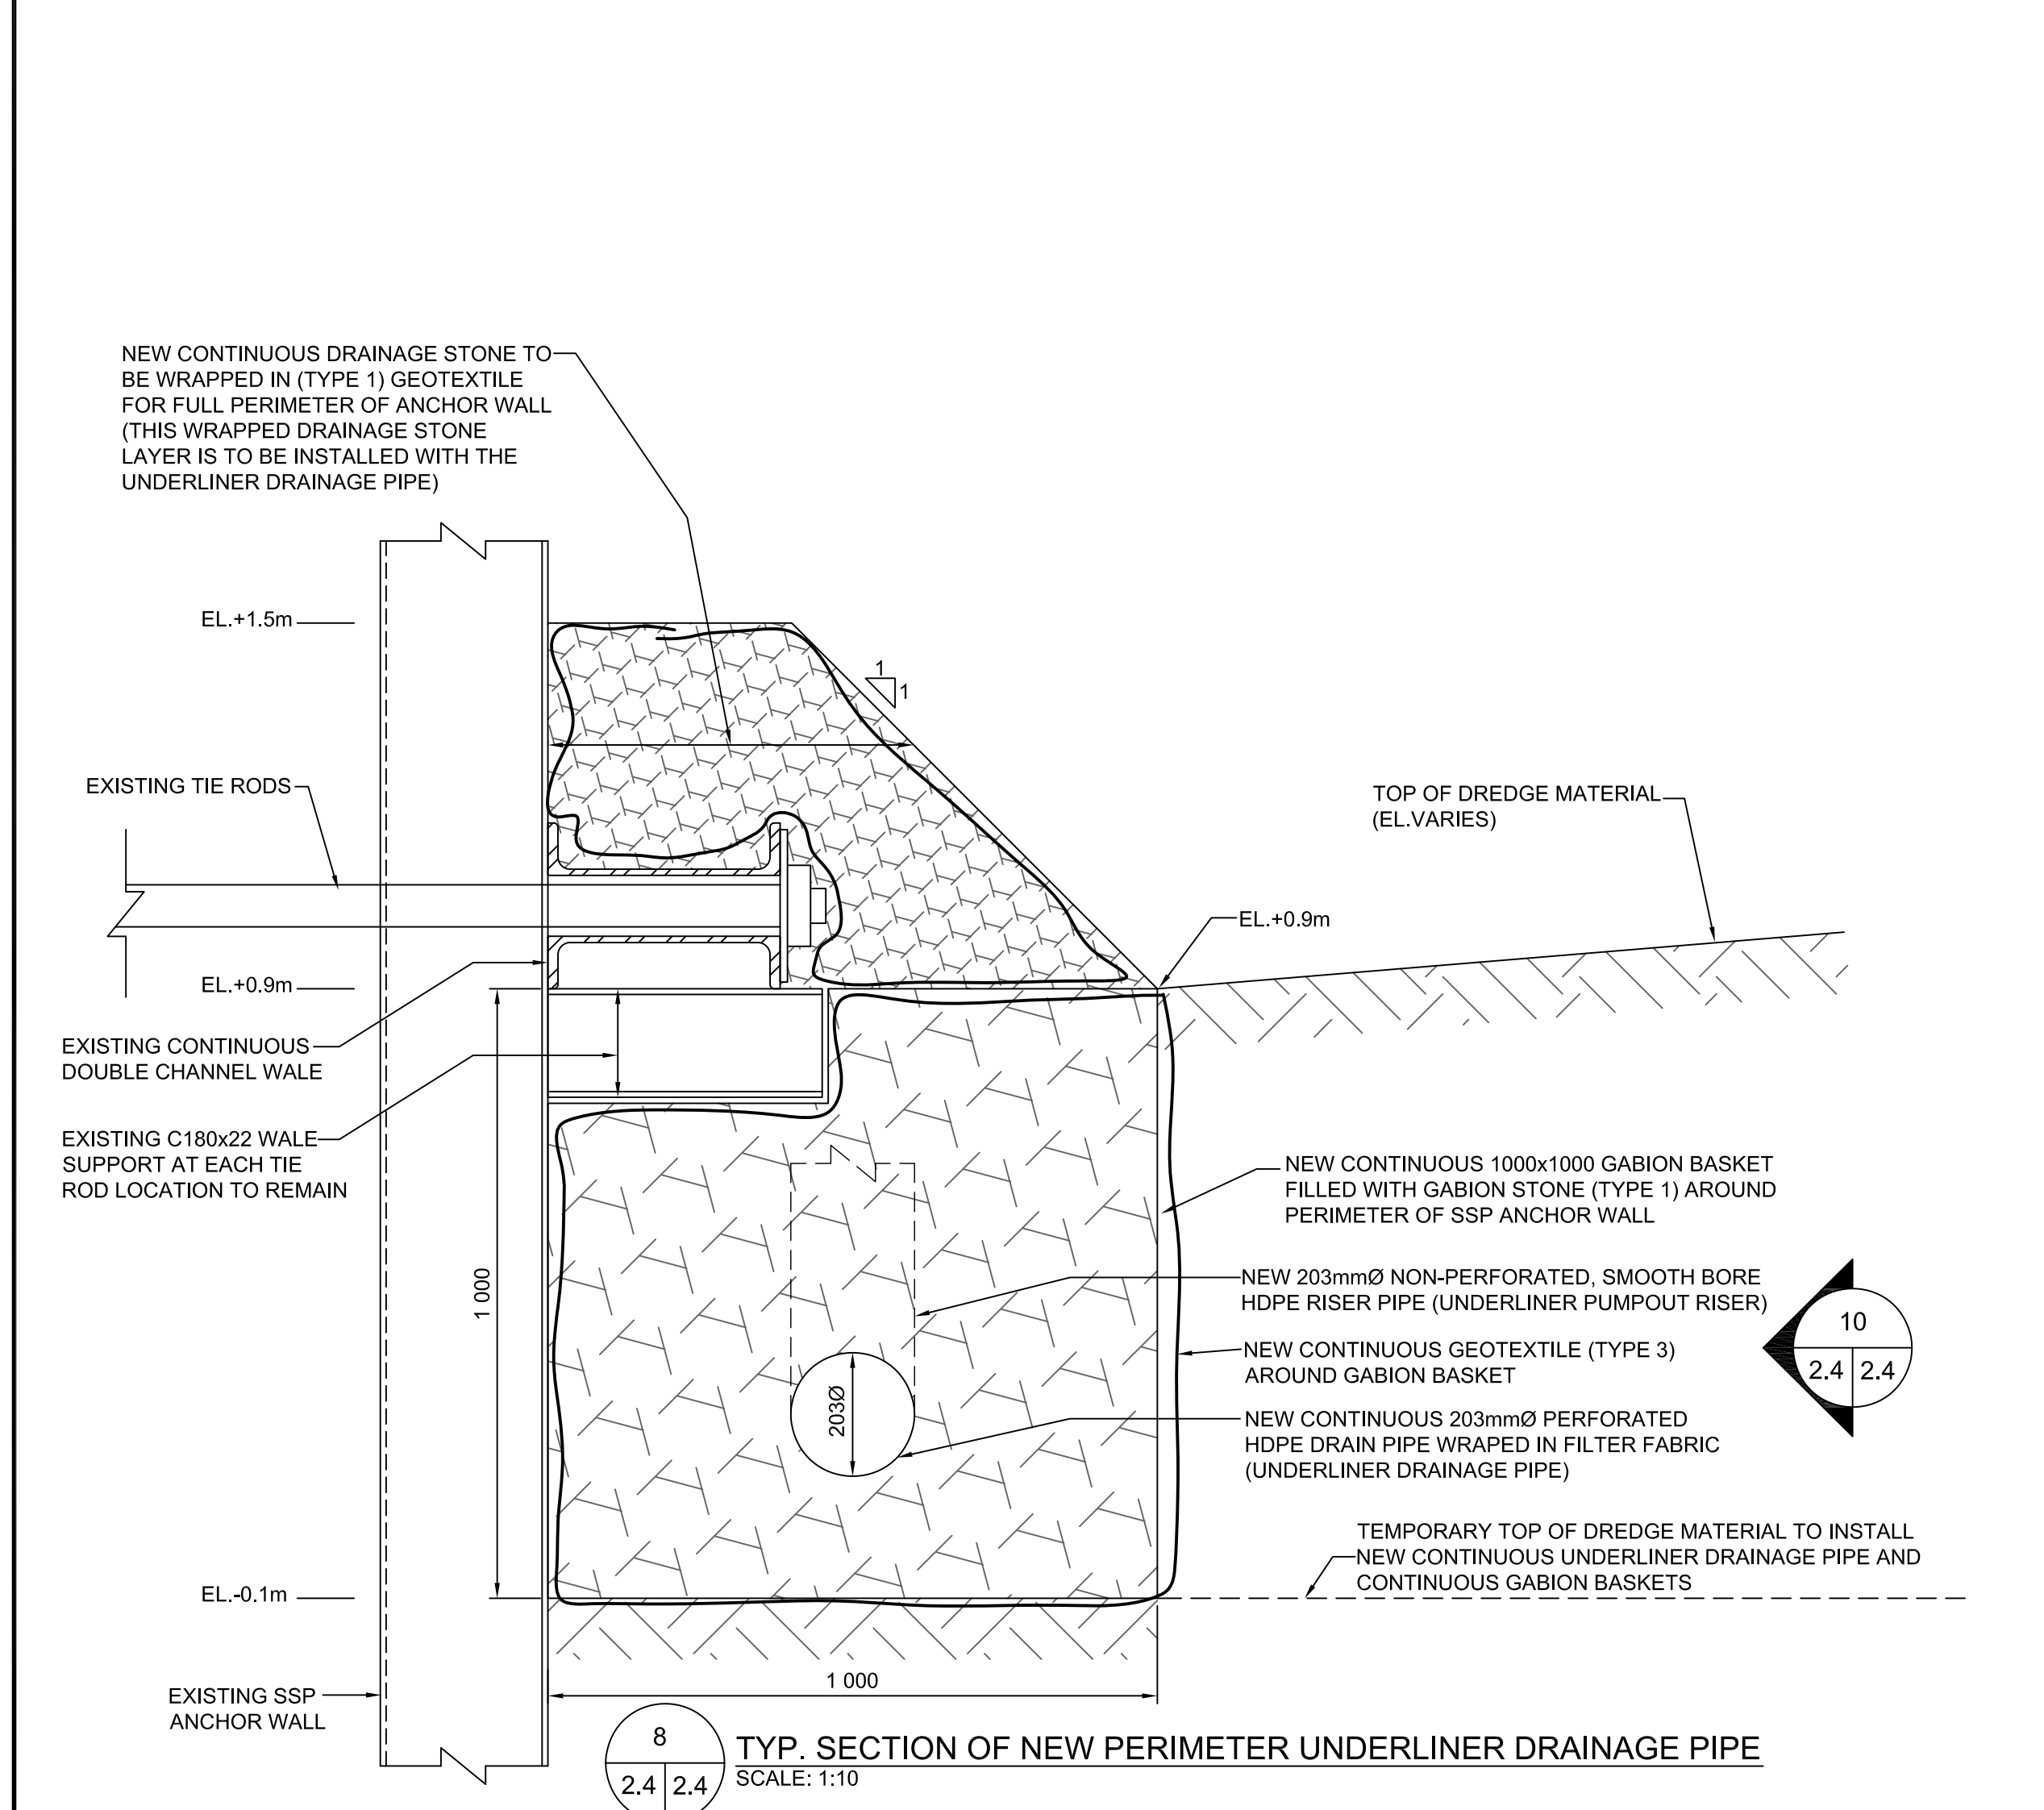 NEW CONTINUOUS DRAINAGE STONE TO
BE WRAPPED IN (TYPE 1) GEOTEXTILE
FOR FULL PERIMETER OF ANCHOR WALL
(THIS WRAPPED DRAINAGE STONE
LAYER IS TO BE INSTALLED WITH THE
UNDERLINER DRAINAGE PIPE)
EL.+1.5m
1
1
EXISTING TIE RODS
TOP OF DREDGE MATERIAL
(EL.VARIES)
EL.+0.9m
EL.+0.9m
EXISTING CONTINUOUS
DOUBLE CHANNEL WALE
EXISTING C180x22 WALE
SUPPORT AT EACH TIE
ROD LOCATION TO REMAIN
NEW CONTINUOUS 1000x1000 GABION BASKET
FILLED WITH GABION STONE (TYPE 1) AROUND
PERIMETER OF SSP ANCHOR WALL
1 000
NEW 203mmØ NON-PERFORATED, SMOOTH BORE
HDPE RISER PIPE (UNDERLINER PUMPOUT RISER)
10
2.4 2.4
NEW CONTINUOUS GEOTEXTILE (TYPE 3)
AROUND GABION BASKET
203Ø
NEW CONTINUOUS 203mmØ PERFORATED
HDPE DRAIN PIPE WRAPED IN FILTER FABRIC
(UNDERLINER DRAINAGE PIPE)
TEMPORARY TOP OF DREDGE MATERIAL TO INSTALL
NEW CONTINUOUS UNDERLINER DRAINAGE PIPE AND
CONTINUOUS GABION BASKETS
EL.-0.1m
EXISTING SSP
ANCHOR WALL
1 000
8
2.4 2.4
TYP. SECTION OF NEW PERIMETER UNDERLINER DRAINAGE PIPE
SCALE: 1:10